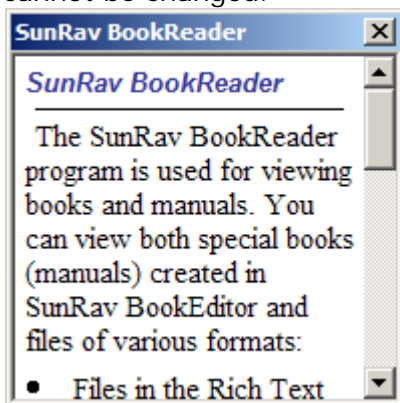 cannot be changed.
SunRav BookReader
SunRav BookReader
The SunRav BookReader
program is used for viewing
books and manuals. You
can view both special books
(manuals) created in
SunRav BookEditor and
files of various formats:
• Files in the Rich Text